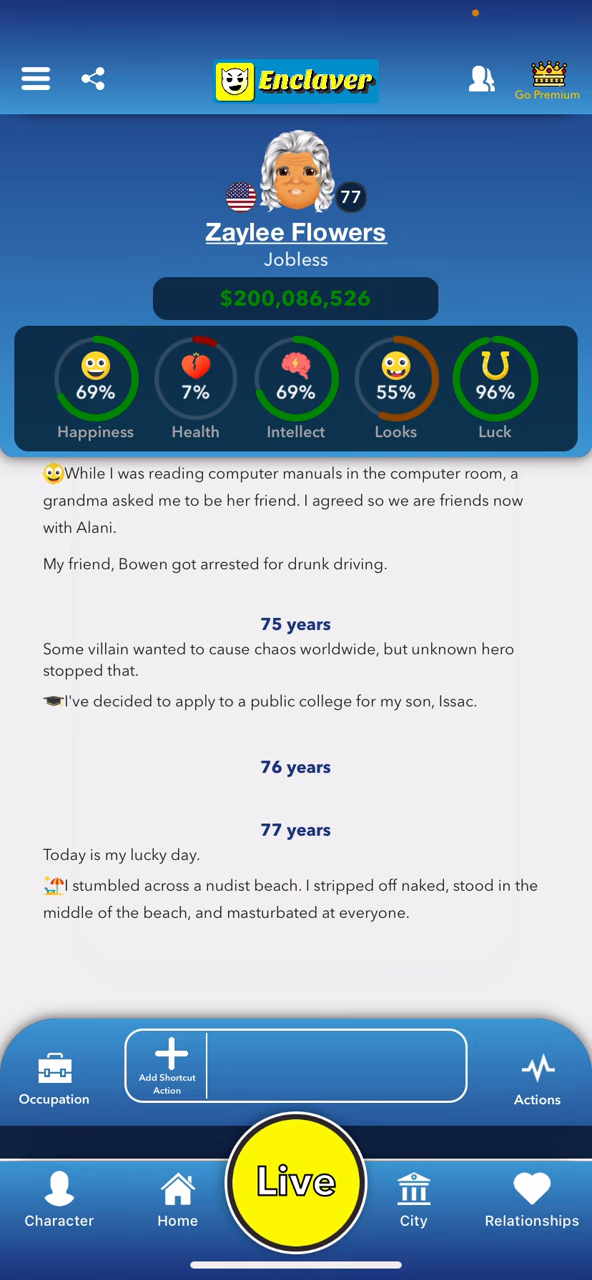 Enclaver
Go Premium
77
Zaylee Flowers
Jobless
$200,086,526
69%
7%
69%
55%
96%
Happiness
Health
Intellect
Looks
Luck
While I was reading computer manuals in the computer room, a
grandma asked me to be her friend. I agreed so we are friends now
with Alani.
My friend, Bowen got arrested for drunk driving.
75 years
Some villain wanted to cause chaos worldwide, but unknown hero
stopped that.
I've decided to apply to a public college for my son, Issac.
76 years
77 years
Today is my lucky day.
I stumbled across a nudist beach. I stripped off naked, stood in the
middle of the beach, and masturbated at everyone.
Occupation
Add Shortcut
Action
Actions
Live
Character
Home
City
Relationships